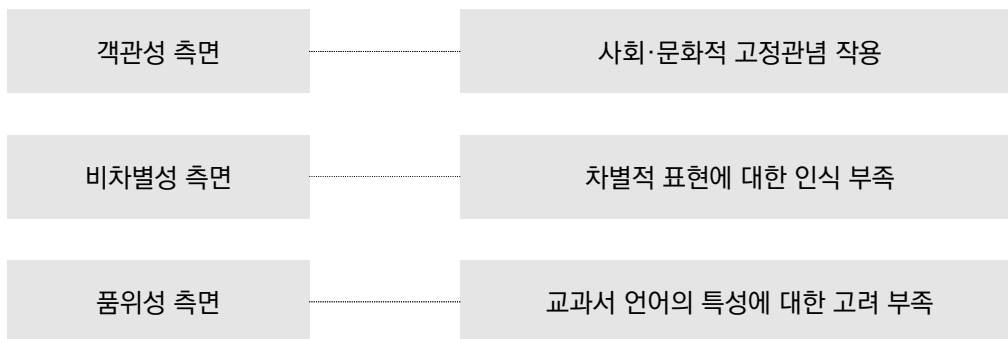 객관성 측면 사회·문화적 고정관념 작용
비차별성 측면 차별적 표현에 대한 인식 부족
품위성 측면 교과서 언어의 특성에 대한 고려 부족